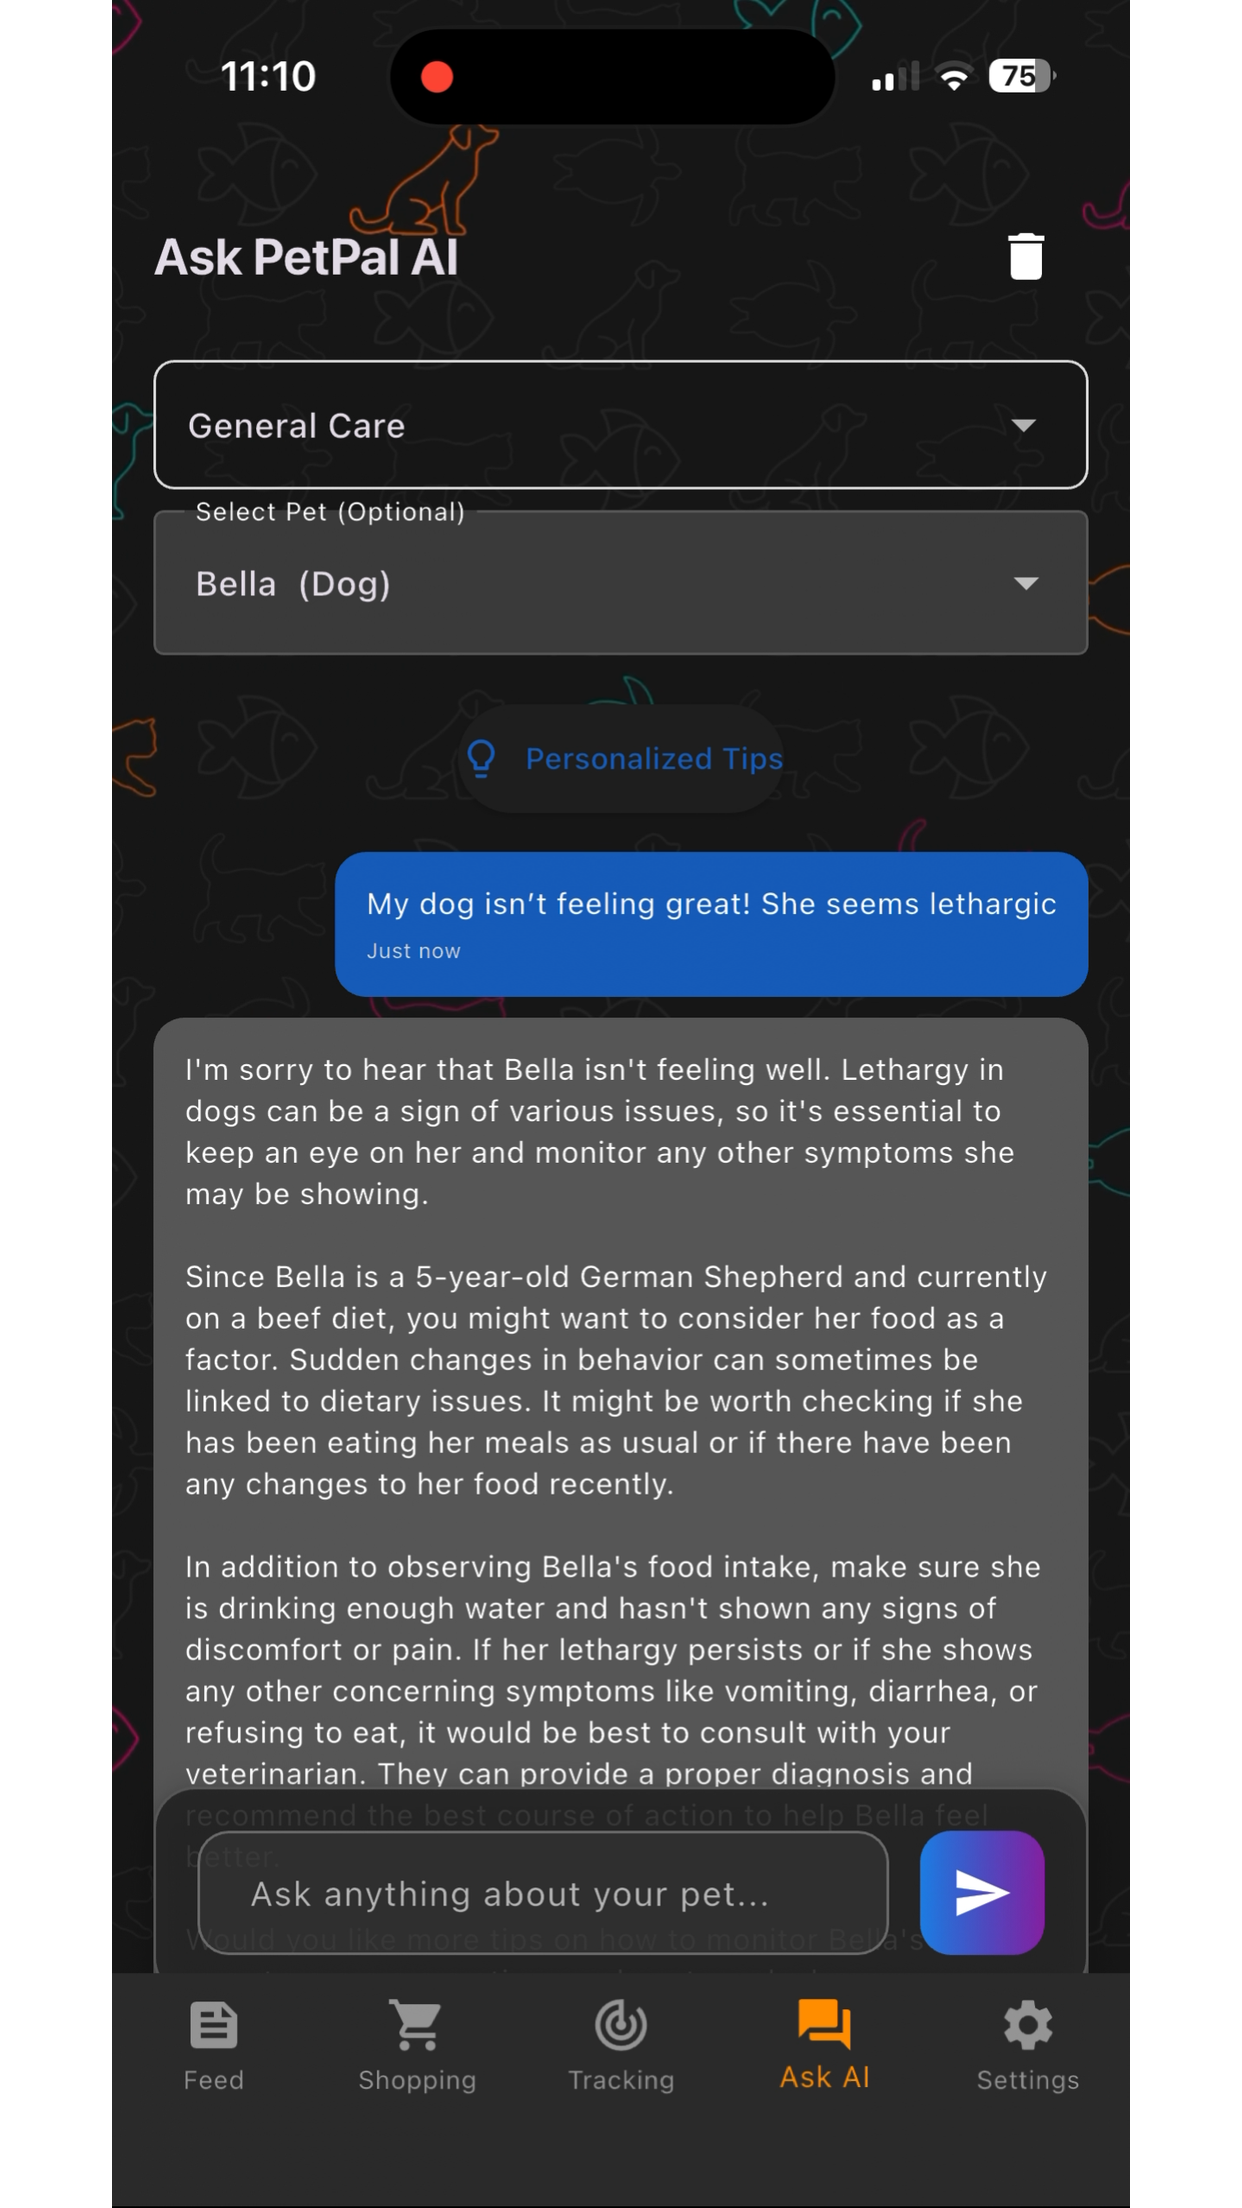 11:10
75
Ask PetPal AI
General Care
Select Pet (Optional)
Bella (Dog)
Personalized Tips
My dog isn’t feeling great! She seems lethargic
Just now
I'm sorry to hear that Bella isn't feeling well. Lethargy in
dogs can be a sign of various issues, so it's essential to
keep an eye on her and monitor any other symptoms she
may be showing.
Since Bella is a 5-year-old German Shepherd and currently
on a beef diet, you might want to consider her food as a
factor. Sudden changes in behavior can sometimes be
linked to dietary issues. It might be worth checking if she
has been eating her meals as usual or if there have been
any changes to her food recently.
In addition to observing Bella's food intake, make sure she
is drinking enough water and hasn't shown any signs of
discomfort or pain. If her lethargy persists or if she shows
any other concerning symptoms like vomiting, diarrhea, or
refusing to eat, it would be best to consult with your
veterinarian. They can provide a proper diagnosis and
recommend the best course of action to help Bella feel
better.
Ask anything about your pet...
Would you like more tips on how to monitor Bella's
Feed
Shopping
Tracking
Ask AI
Settings